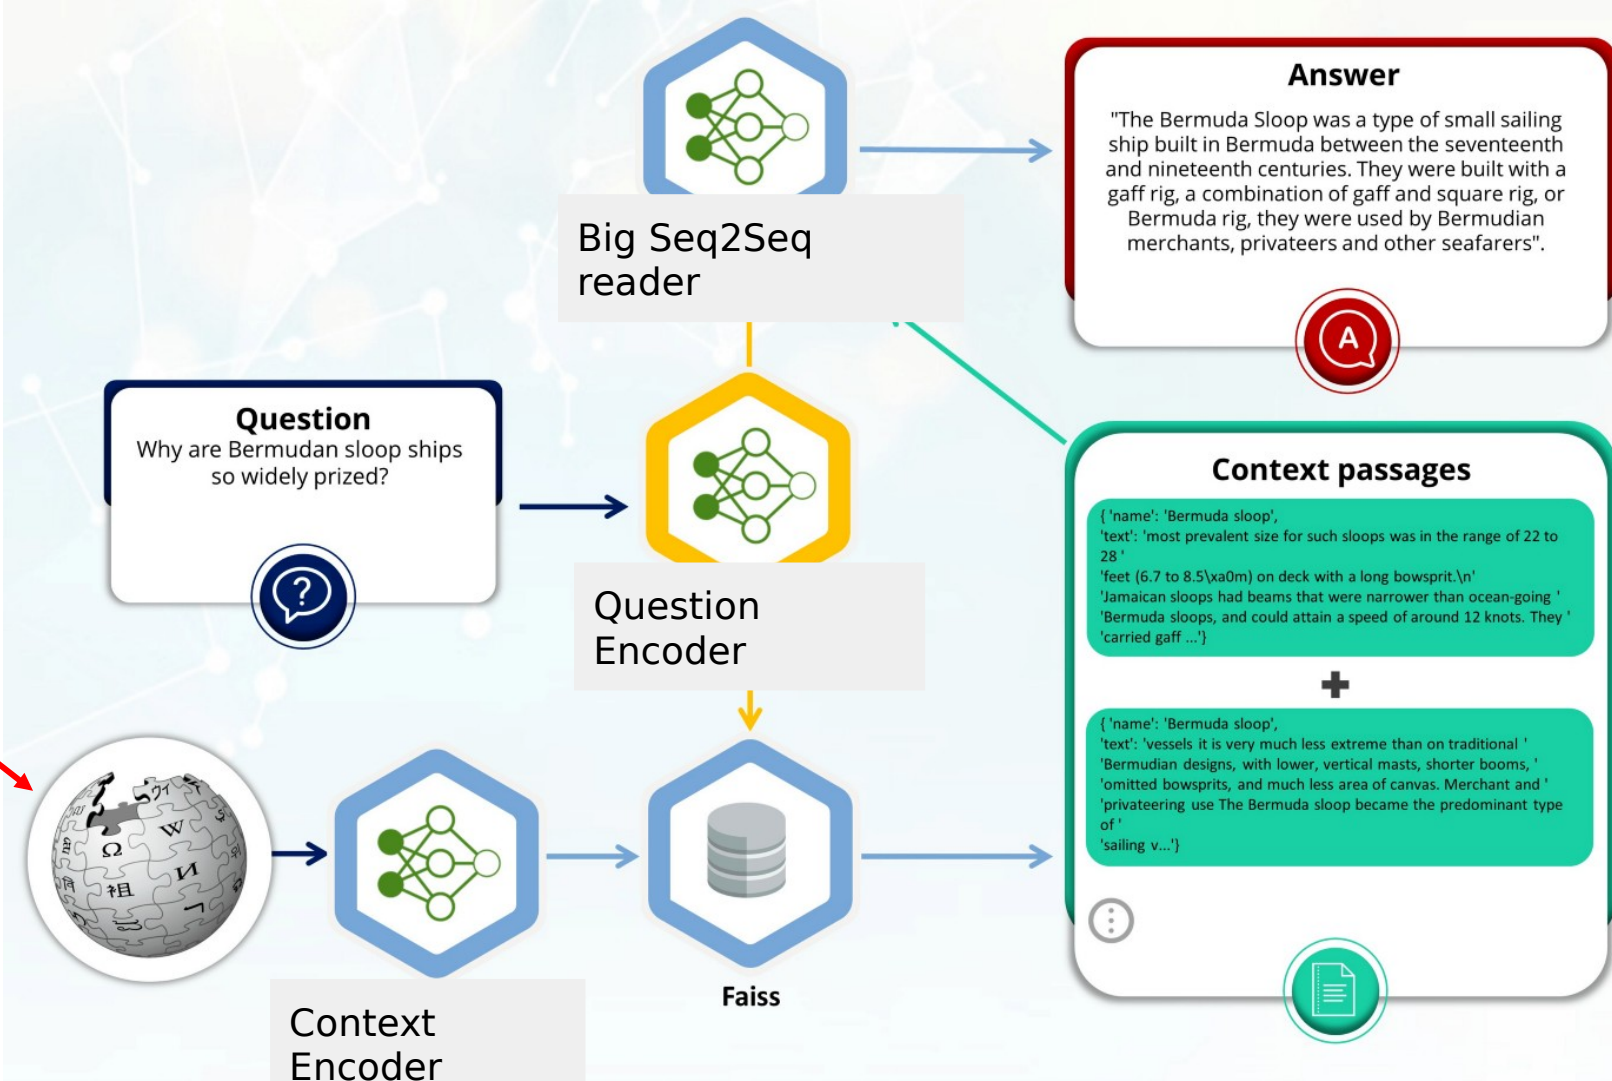 Answer
"The Bermuda Sloop was a type of small sailing
ship built in Bermuda between the seventeenth
and nineteenth centuries. They were built with a
gaff rig, a combination of gaff and square rig, or
Bermuda rig, they were used by Bermudian
merchants, privateers and other seafarers".
A
Big Seq2Seq
reader
Question
Why are Bermudan sloop ships
so widely prized?
?
Question
Encoder
Context passages
{ 'name': 'Bermuda sloop',
'text': 'most prevalent size for such sloops was in the range of 22 to
28 '
'feet (6.7 to 8.5\xa0m) on deck with a long bowsprit.\n'
'Jamaican sloops had beams that were narrower than ocean-going '
'Bermuda sloops, and could attain a speed of around 12 knots. They '
'carried gaff ...'}
{ 'name': 'Bermuda sloop',
'text': 'vessels it is very much less extreme than on traditional '
'Bermudian designs, with lower, vertical masts, shorter booms, '
'omitted bowsprits, and much less area of canvas. Merchant and '
'privateering use The Bermuda sloop became the predominant type
of '
'sailing v...'}
W
Ω
И
祖
Faiss
Context
Encoder